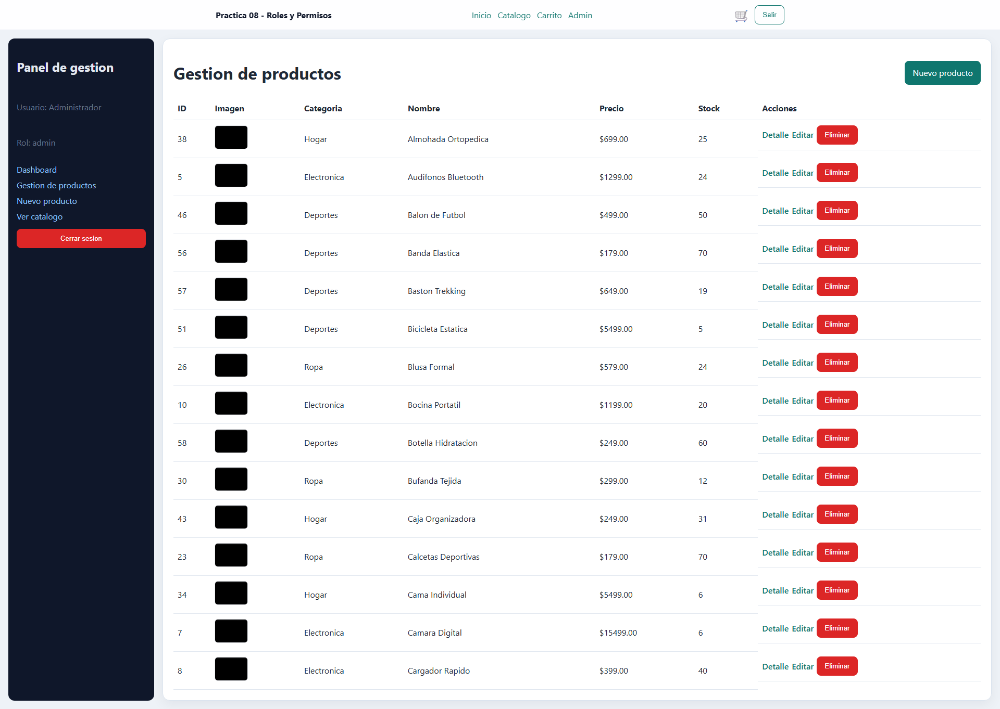 Practica 08 - Roles y Permisos
Inicio Catalogo Carrito Admin
Salir
Panel de gestion
Usuario: Administrador
Rol: admin
Dashboard
Gestion de productos
Nuevo producto
Ver catalogo
Cerrar sesion
Gestion de productos
Nuevo producto
ID Imagen Categoria Nombre Precio Stock Acciones
38 Hogar Almohada Ortopedica $699.00 25 Detalle Editar Eliminar
5 Electronica Audifonos Bluetooth $1299.00 24 Detalle Editar Eliminar
46 Deportes Balon de Futbol $499.00 50 Detalle Editar Eliminar
56 Deportes Banda Elastica $179.00 70 Detalle Editar Eliminar
57 Deportes Baston Trekking $649.00 19 Detalle Editar Eliminar
51 Deportes Bicicleta Estatica $5499.00 5 Detalle Editar Eliminar
26 Ropa Blusa Formal $579.00 24 Detalle Editar Eliminar
10 Electronica Bocina Portatil $1199.00 20 Detalle Editar Eliminar
58 Deportes Botella Hidratacion $249.00 60 Detalle Editar Eliminar
30 Ropa Bufanda Tejida $299.00 12 Detalle Editar Eliminar
43 Hogar Caja Organizadora $249.00 31 Detalle Editar Eliminar
23 Ropa Calcetas Deportivas $179.00 70 Detalle Editar Eliminar
34 Hogar Cama Individual $5499.00 6 Detalle Editar Eliminar
7 Electronica Camara Digital $15499.00 6 Detalle Editar Eliminar
8 Electronica Cargador Rapido $399.00 40 Detalle Editar Eliminar